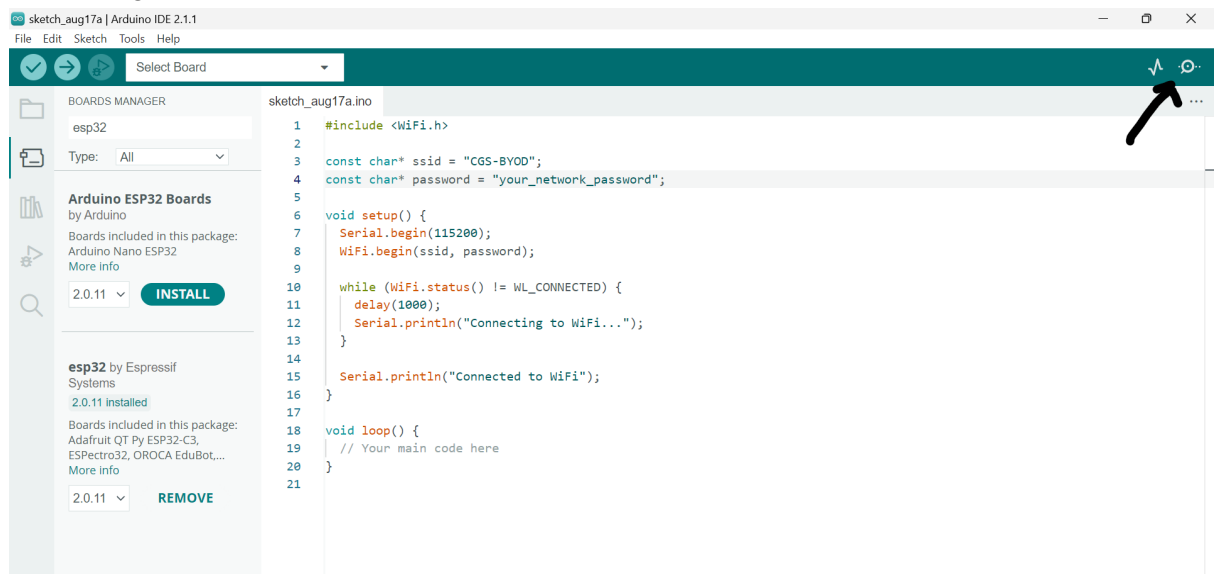 sketch_aug17a | Arduino IDE 2.1.1
File Edit Sketch Tools Help
Select Board
BOARDS MANAGER
esp32
Type: All
Arduino ESP32 Boards
by Arduino
Boards included in this package:
Arduino Nano ESP32
More info
2.0.11 INSTALL
esp32 by Espressif
Systems
2.0.11 installed
Boards included in this package:
Adafruit QT Py ESP32-C3,
ESPectro32, OROCA EduBot,...
More info
2.0.11 REMOVE
sketch_aug17a.ino
1 #include <WiFi.h>
2
3 const char* ssid = "CGS-BYOD";
4 const char* password = "your_network_password";
5
6 void setup() {
7 Serial.begin(115200);
8 WiFi.begin(ssid, password);
9
10 while (WiFi.status() != WL_CONNECTED) {
11 delay(1000);
12 Serial.println("Connecting to WiFi...");
13 }
14
15 Serial.println("Connected to WiFi");
16 }
17
18 void loop() {
19 // Your main code here
20 }
21